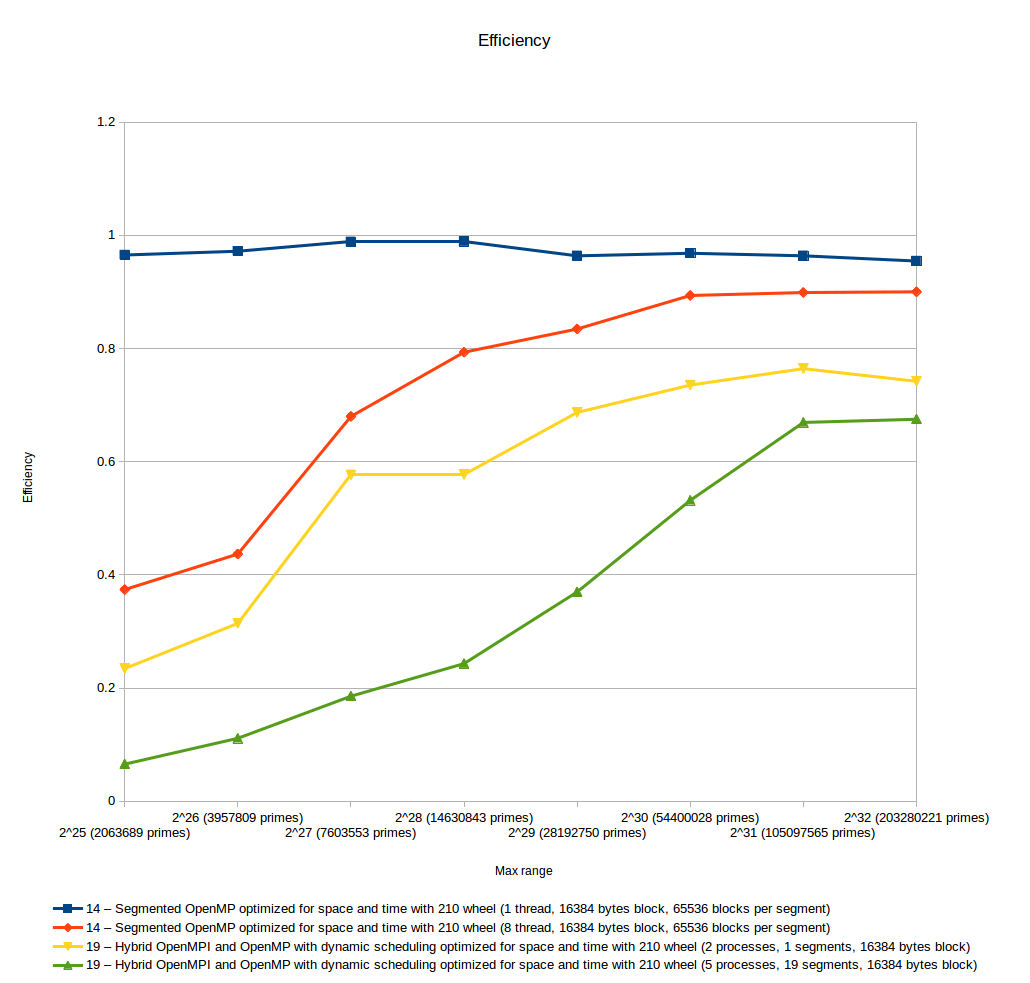 Efficiency
1.2
1
0.8
0.6
0.4
0.2
0
Efficiency
2^26 (3957809 primes) 2^28 (14630843 primes) 2^30 (54400028 primes) 2^32 (203280221 primes)
2^25 (2063689 primes) 2^27 (7603553 primes) 2^29 (28192750 primes) 2^31 (105097565 primes)
Max range
14 – Segmented OpenMP optimized for space and time with 210 wheel (1 thread, 16384 bytes block, 65536 blocks per segment)
14 – Segmented OpenMP optimized for space and time with 210 wheel (8 thread, 16384 bytes block, 65536 blocks per segment)
19 – Hybrid OpenMPI and OpenMP with dynamic scheduling optimized for space and time with 210 wheel (2 processes, 1 segments, 16384 bytes block)
19 – Hybrid OpenMPI and OpenMP with dynamic scheduling optimized for space and time with 210 wheel (5 processes, 19 segments, 16384 bytes block)